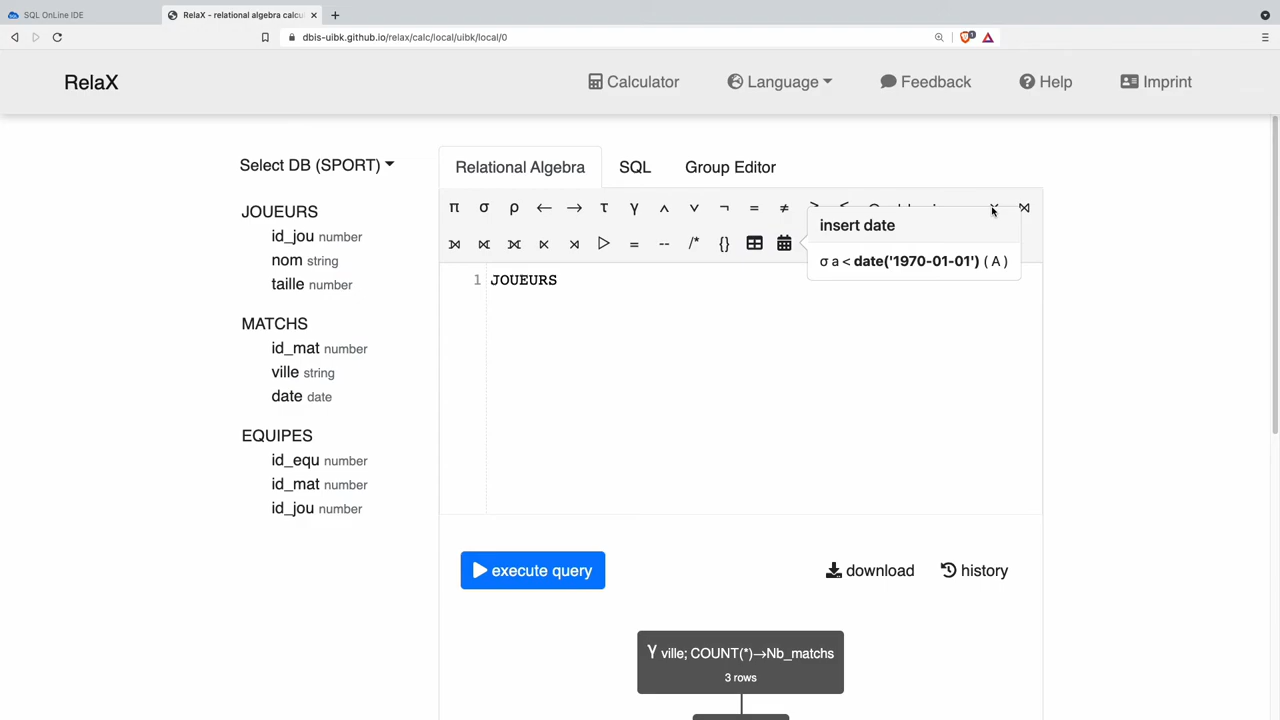 SQL OnLine IDE
RelaX - relational algebra calcu
dbis-uibk.github.io/relax/calc/local/uibk/local/0
RelaX
Calculator
Language
Feedback
Help
Imprint
Select DB (SPORT)
Relational Algebra
SQL
Group Editor
JOUEURS
id_jou number
nom string
taille number
MATCHS
id_mat number
ville string
date date
EQUIPES
id_equ number
id_mat number
id_jou number
π σ ρ ← → τ γ ∧ ∨ ¬ = ≠ ⨝
⟕ ⟖ ⟗ ⋉ ⋊ ▷ = -- /* {}
insert date
σ a < date('1970-01-01') ( A )
1 JOUEURS
execute query
download
history
γ ville; COUNT(*)→Nb_matchs
3 rows